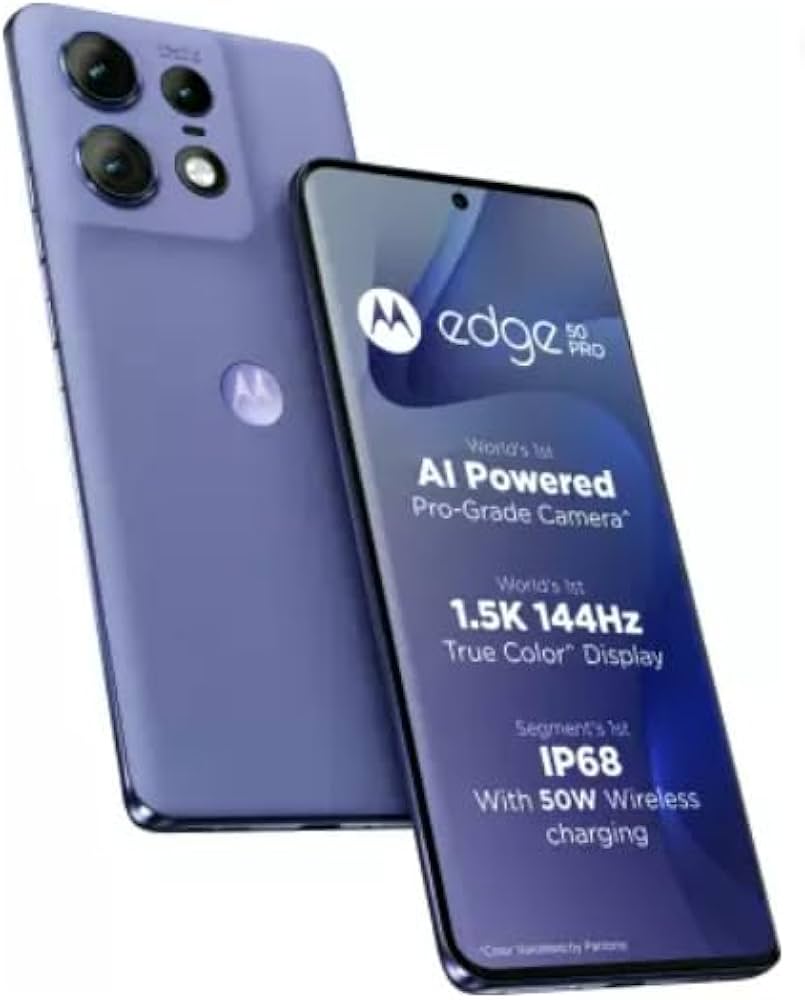 edge 50 PRO
World's 1st
AI Powered
Pro-Grade Camera^
World's 1st
1.5K 144Hz
True Color* Display
Segment's 1st
IP68
With 50W Wireless
charging
*Color Validated by Pantone